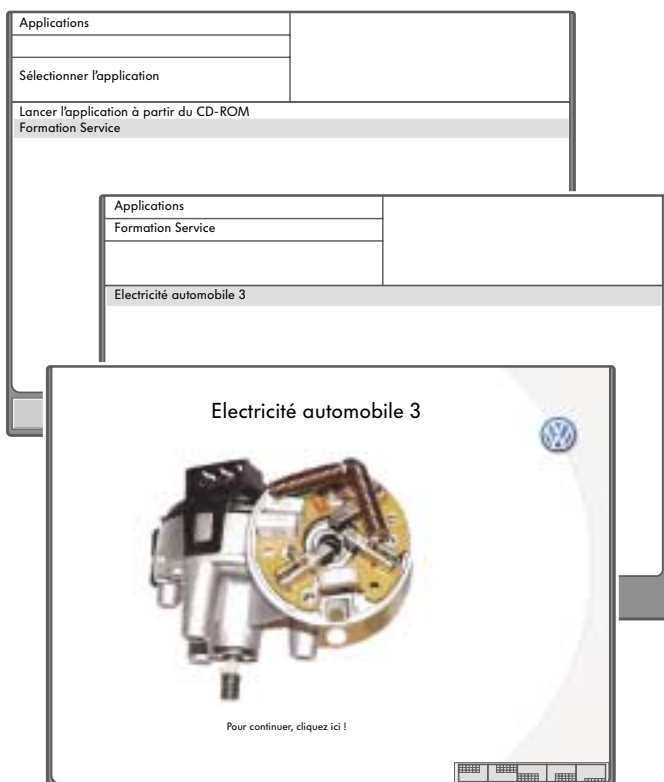 Applications
Sélectionner l'application
Lancer l'application à partir du CD-ROM
Formation Service
Applications
Formation Service
Electricité automobile 3
Electricité automobile 3
Pour continuer, cliquez ici !